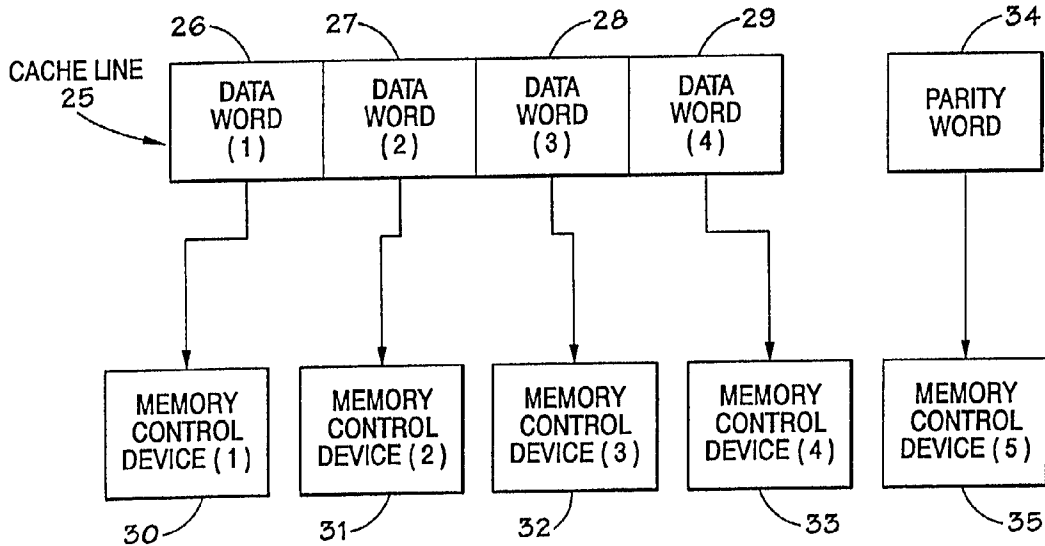 26
27
28
29
34
CACHE LINE
25
DATA
WORD
(1)
DATA
WORD
(2)
DATA
WORD
(3)
DATA
WORD
(4)
PARITY
WORD
MEMORY
CONTROL
DEVICE (1)
MEMORY
CONTROL
DEVICE (2)
MEMORY
CONTROL
DEVICE (3)
MEMORY
CONTROL
DEVICE (4)
MEMORY
CONTROL
DEVICE (5)
30
31
32
33
35